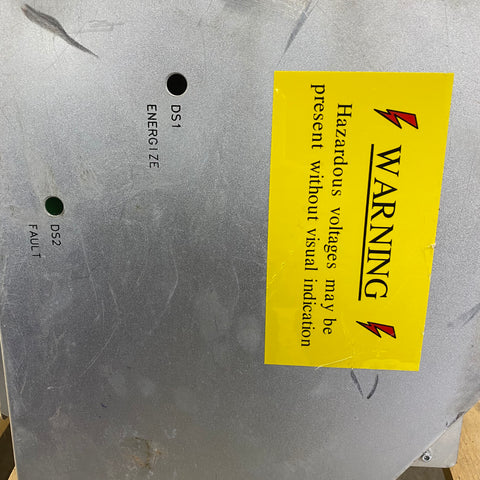 WARNING
Hazardous voltages may be
present without visual indication
DS1
ENERGIZE
DS2
FAULT